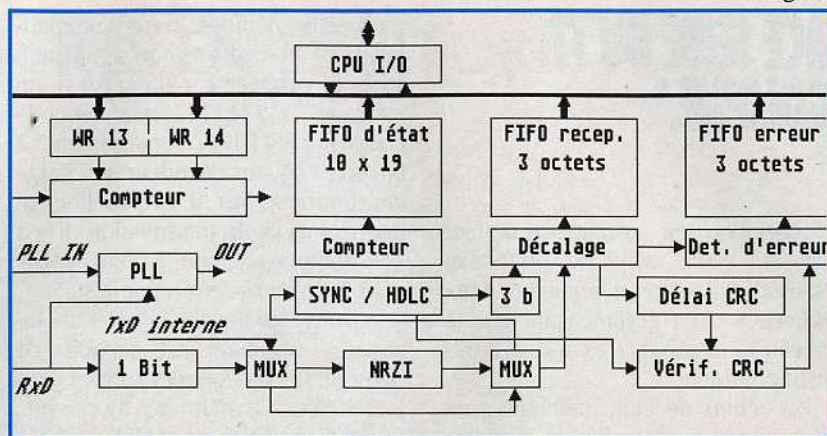 CPU I/O
WR 13 WR 14
FIFO d'état
10 x 19
FIFO recep.
3 octets
FIFO erreur
3 octets
Compteur
Compteur
Décalage
Det. d'erreur
PLL IN
OUT
PLL
SYNC / HDLC
3 b
Délai CRC
TxD interne
RxD
1 Bit
MUX
NRZI
MUX
Vérif. CRC